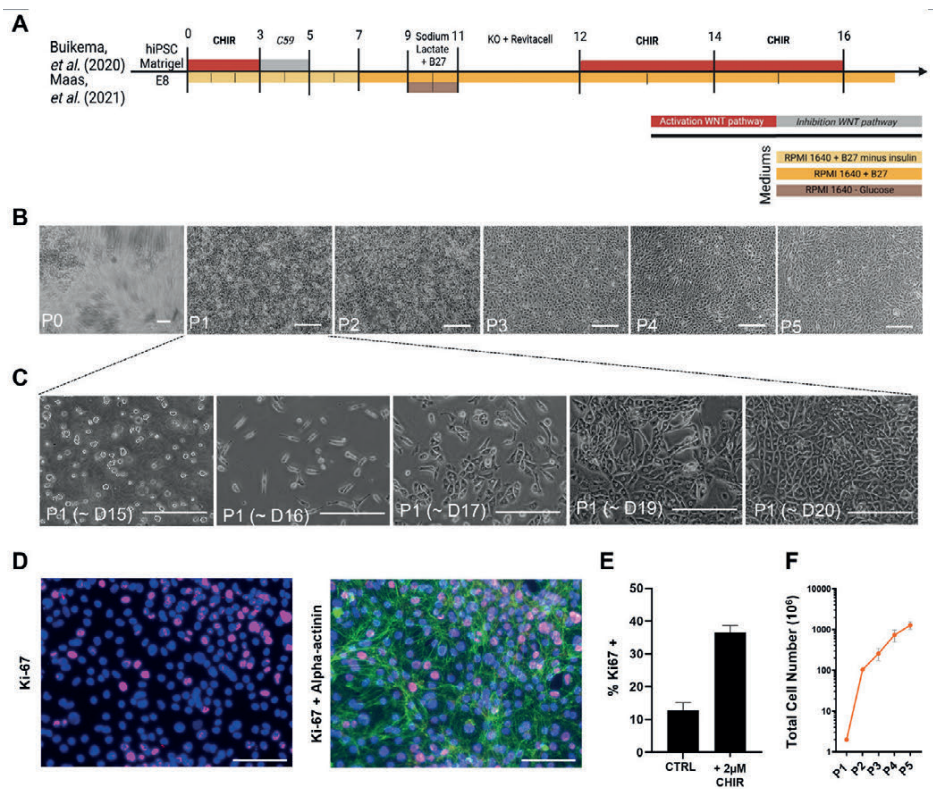 A
0 3 5 7 9 11 12 14 16
CHIR C59 Sodium Lactate + B27 KO + Revitacell CHIR CHIR
Buikema, et al. (2020)
hiPSC Matrigel
Maas, et al. (2021)
E8
Activation WNT pathway Inhibition WNT pathway
Mediums
RPMI 1640 + B27 minus insulin
RPMI 1640 + B27
RPMI 1640 - Glucose
B
P0 P1 P2 P3 P4 P5
C
P1 (~ D15) P1 (~ D16) P1 (~ D17) P1 (~ D19) P1 (~ D20)
D
Ki-67
Ki-67 + Alpha-actinin
E
% Ki67 +
50
40
30
20
10
0
CTRL + 2µM CHIR
F
Total Cell Number (10⁶)
10000
1000
100
10
1
P1 P2 P3 P4 P5